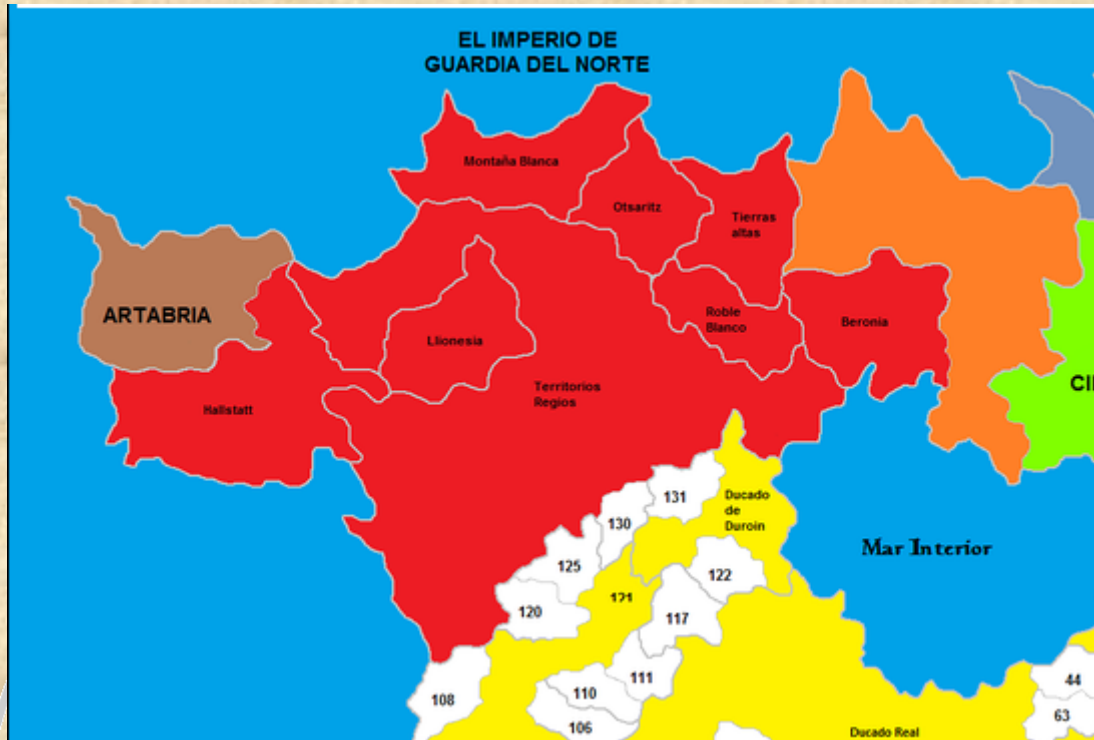 EL IMPERIO DE
GUARDIA DEL NORTE
Montaña Blanca
Otsaritz
Tierras
altas
ARTABRIA
Roble
Blanco
Beronia
Llionesia
CI
Territorios
Regios
Hallstatt
131
Ducado
de
Duroin
130
Mar Interior
125
122
121
120
117
111
44
110
108
63
106
Ducado Real